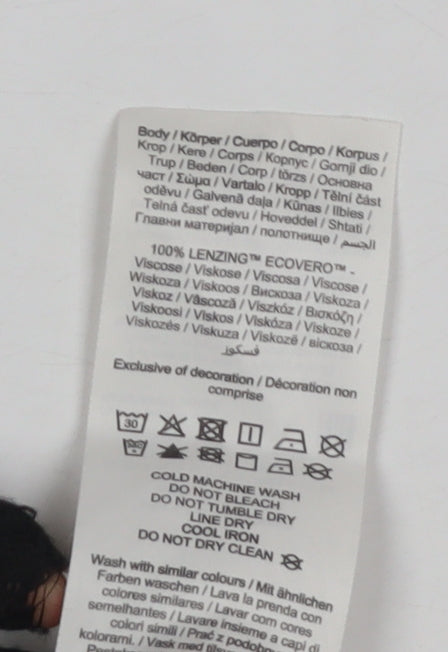 Body / Körper / Cuerpo / Corpo / Korpus /
Krop / Kere / Corps / Корпус / Gornji dio /
Trup / Beden / Corp / törzs / Основна
част / Σώμα / Vartalo / Kropp / Tělní část
oděvu / Galvenā daļa / Kūnas / Ilbies /
Telná časť odevu / Hoveddel / Shtati /
Главни материјал / полотнище / الجسم
100% LENZING™ ECOVERO™ -
Viscose / Viskose / Viscosa / Viscose /
Wiskoza / Viskoos / Вискоза / Viskoza /
Viskoz / Vâscoză / Viszkóz / Βισκόζη /
Viskoosi / Viskos / Viskóza / Viskoze /
Viskozės / Viskuza / Viskozë / віскоза /
فسكوز
Exclusive of decoration / Décoration non
comprise
30
COLD MACHINE WASH
DO NOT BLEACH
DO NOT TUMBLE DRY
LINE DRY
COOL IRON
DO NOT DRY CLEAN
Wash with similar colours / Mit ähnlichen
Farben waschen / Lava la prenda con
colores similares / Lavar com cores
semelhantes / Lavare insieme a capi di
colori simili / Prać z podobnymi
kolorami. / Vask med